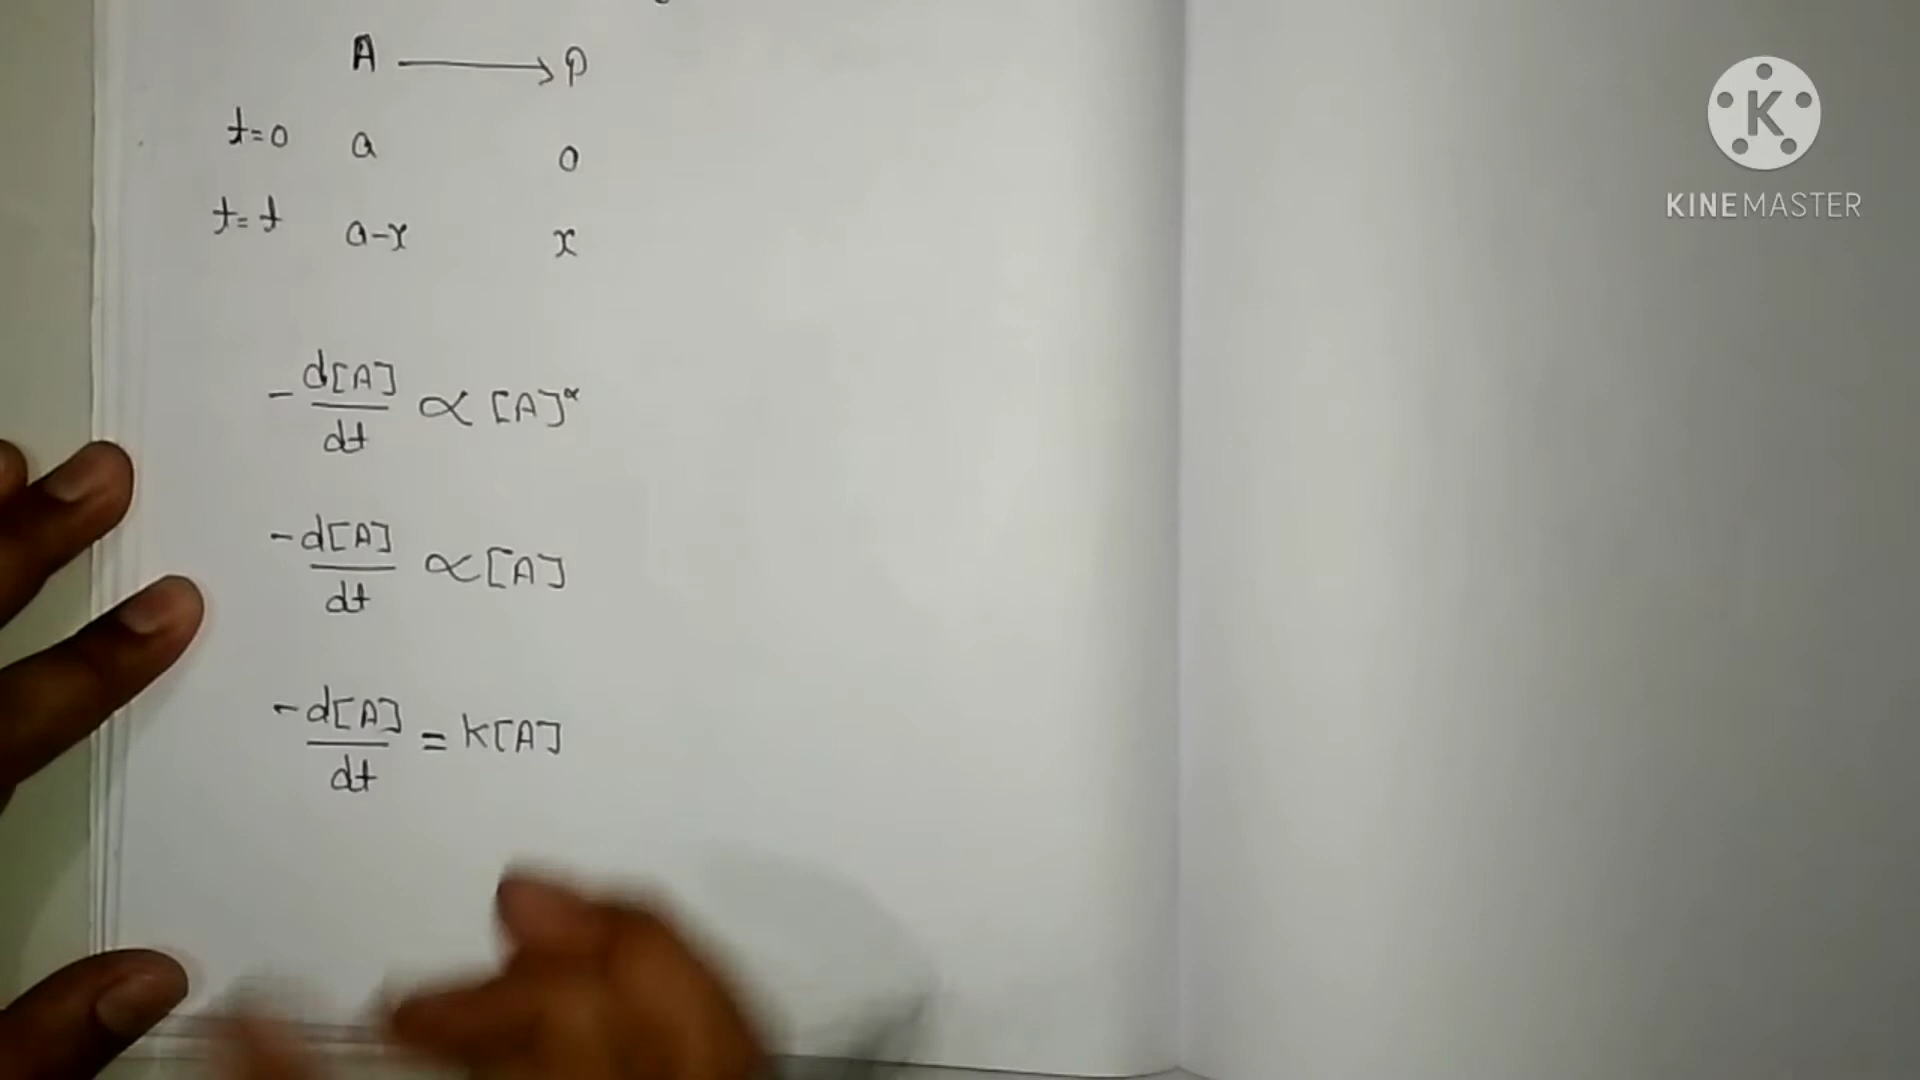 A ⟶ P
t=0 a 0
t=t a-x x
-d[A]/dt ∝ [A]^α
-d[A]/dt ∝ [A]
-d[A]/dt = K[A]
K
KINEMASTER